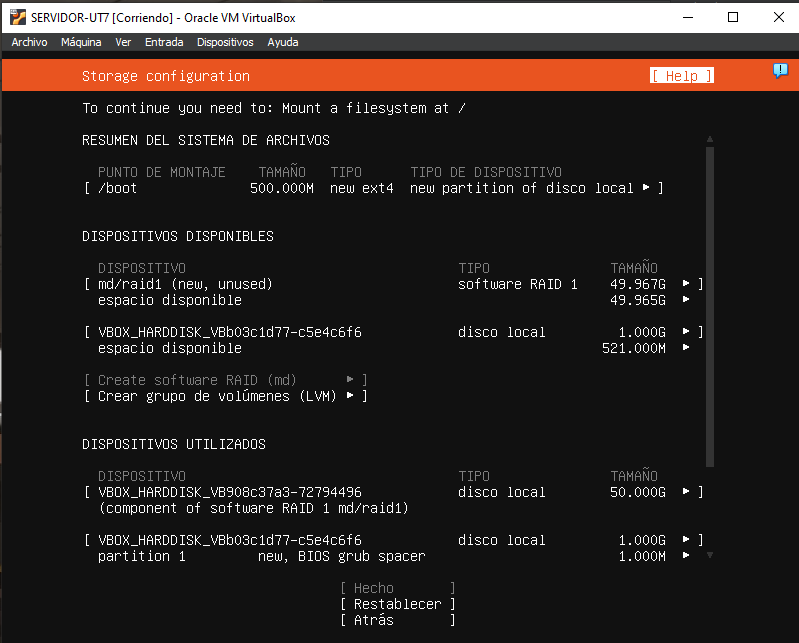 SERVIDOR-UT7 [Corriendo] - Oracle VM VirtualBox
Archivo Máquina Ver Entrada Dispositivos Ayuda
Storage configuration [ Help ]
To continue you need to: Mount a filesystem at /
RESUMEN DEL SISTEMA DE ARCHIVOS
PUNTO DE MONTAJE TAMAÑO TIPO TIPO DE DISPOSITIVO
[ /boot 500.000M new ext4 new partition of disco local ▸ ]
DISPOSITIVOS DISPONIBLES
DISPOSITIVO TIPO TAMAÑO
[ md/raid1 (new, unused) software RAID 1 49.967G ▸ ]
espacio disponible 49.965G ▸
[ VBOX_HARDDISK_VBb03c1d77-c5e4c6f6 disco local 1.000G ▸ ]
espacio disponible 521.000M ▸
[ Create software RAID (md) ▸ ]
[ Crear grupo de volúmenes (LVM) ▸ ]
DISPOSITIVOS UTILIZADOS
DISPOSITIVO TIPO TAMAÑO
[ VBOX_HARDDISK_VB908c37a3-72794496 disco local 50.000G ▸ ]
(component of software RAID 1 md/raid1)
[ VBOX_HARDDISK_VBb03c1d77-c5e4c6f6 disco local 1.000G ▸ ]
partition 1 new, BIOS grub spacer 1.000M ▸
[ Hecho ]
[ Restablecer ]
[ Atrás ]